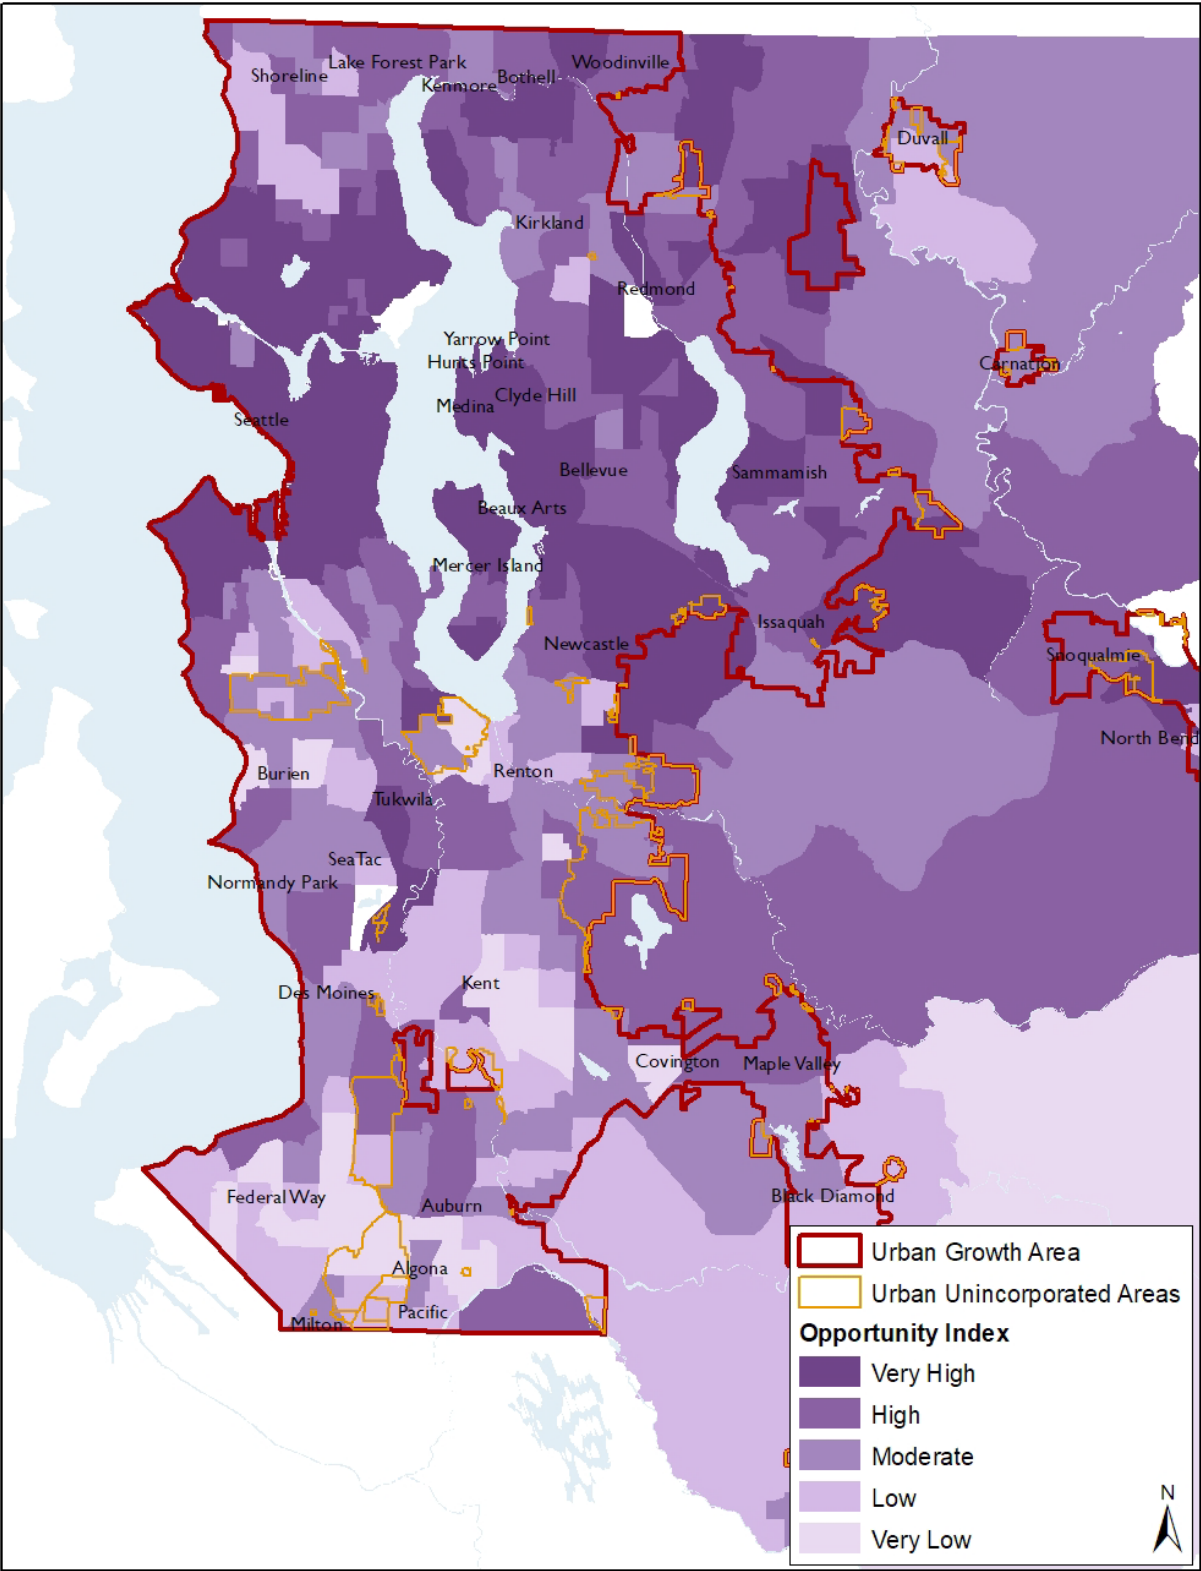 Lake Forest Park
Woodinville
Shoreline
Bothell
Kenmore
Duvall
Kirkland
Redmond
Yarrow Point
Hunts Point
Carnation
Clyde Hill
Medina
Seattle
Bellevue
Sammamish
Beaux Arts
Mercer Island
Issaquah
Newcastle
Snoqualmie
North Bend
Burien
Renton
Tukwila
SeaTac
Normandy Park
Kent
Des Moines
Covington
Maple Valley
Federal Way
Black Diamond
Auburn
Algona
Pacific
Milton
Urban Growth Area
Urban Unincorporated Areas
Opportunity Index
Very High
High
Moderate
Low
Very Low
N